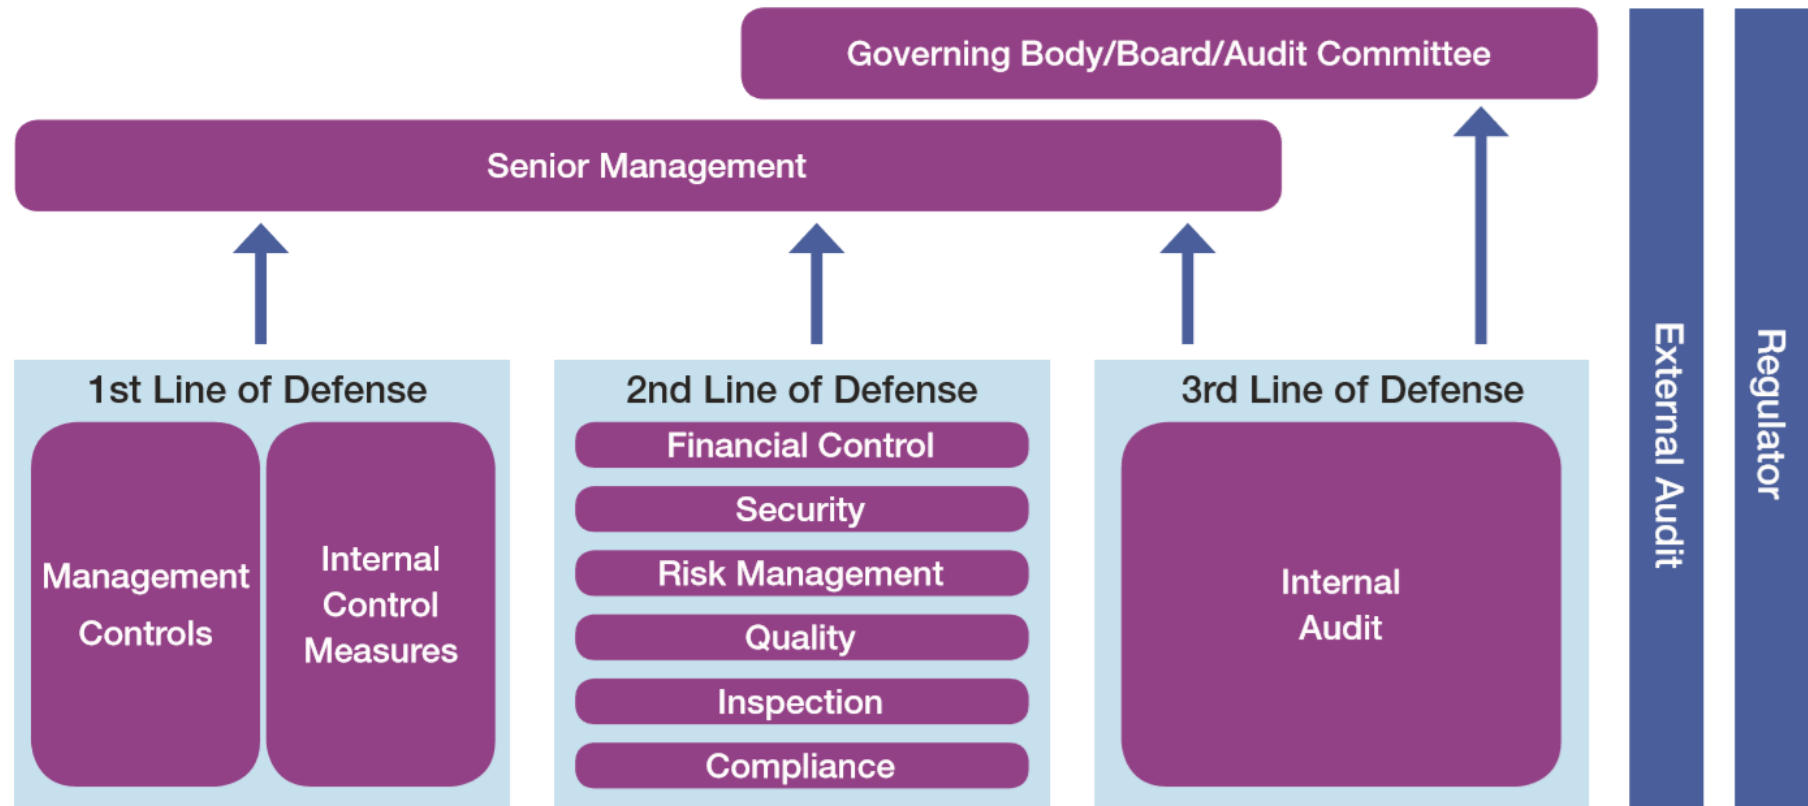 Governing Body/Board/Audit Committee
Senior Management
1st Line of Defense
Management
Controls
Internal
Control
Measures
2nd Line of Defense
Financial Control
Security
Risk Management
Quality
Inspection
Compliance
3rd Line of Defense
Internal
Audit
External Audit
Regulator